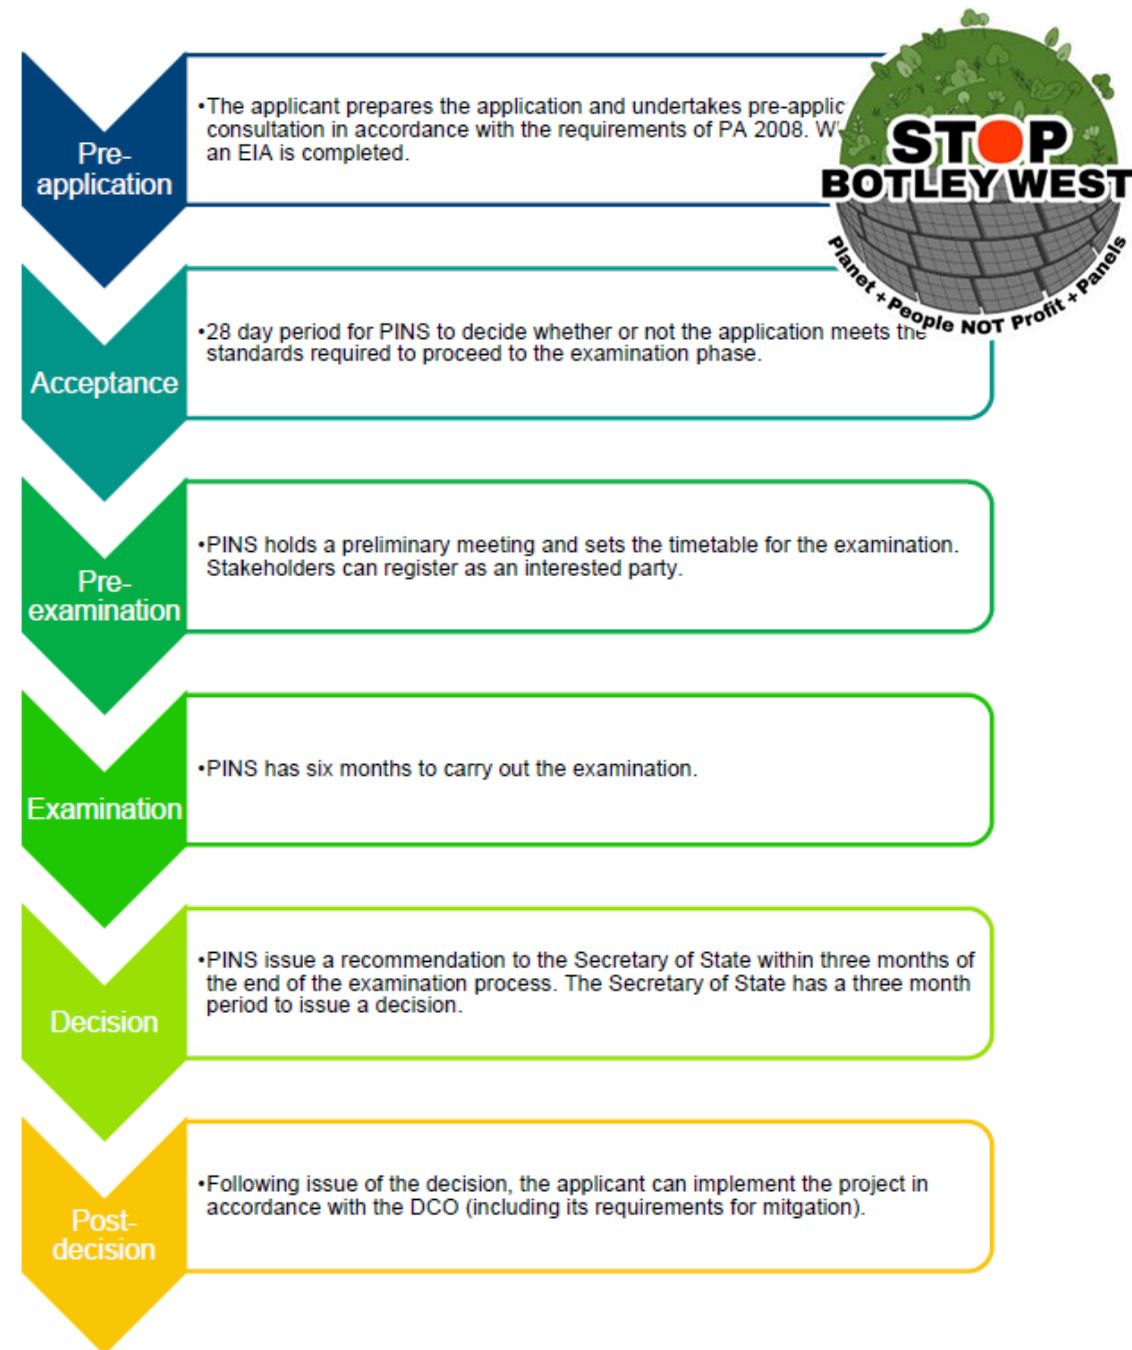 Pre-
application
•The applicant prepares the application and undertakes pre-applic
consultation in accordance with the requirements of PA 2008. W
an EIA is completed.
STOP
BOTLEY WEST
Planet + People NOT Profit + Panels
Acceptance
•28 day period for PINS to decide whether or not the application meets the
standards required to proceed to the examination phase.
Pre-
examination
•PINS holds a preliminary meeting and sets the timetable for the examination.
Stakeholders can register as an interested party.
Examination
•PINS has six months to carry out the examination.
Decision
•PINS issue a recommendation to the Secretary of State within three months of
the end of the examination process. The Secretary of State has a three month
period to issue a decision.
Post-
decision
•Following issue of the decision, the applicant can implement the project in
accordance with the DCO (including its requirements for mitgation).